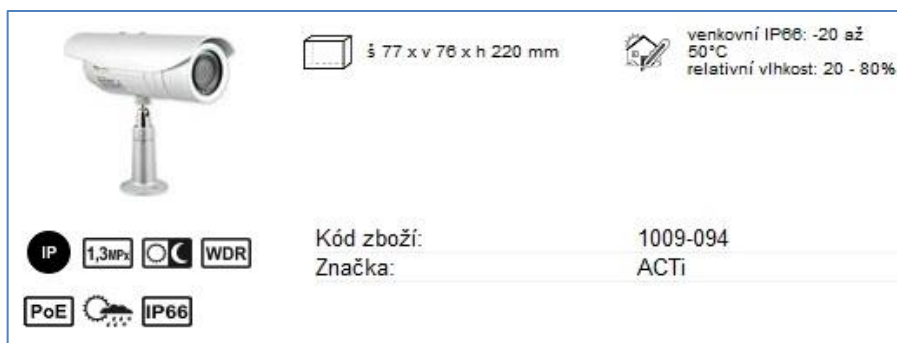 š 77 x v 76 x h 220 mm
venkovní IP66: -20 až
50°C
relativní vlhkost: 20 - 80%
IP
1,3MPx
WDR
PoE
IP66
Kód zboží: 1009-094
Značka: ACTi